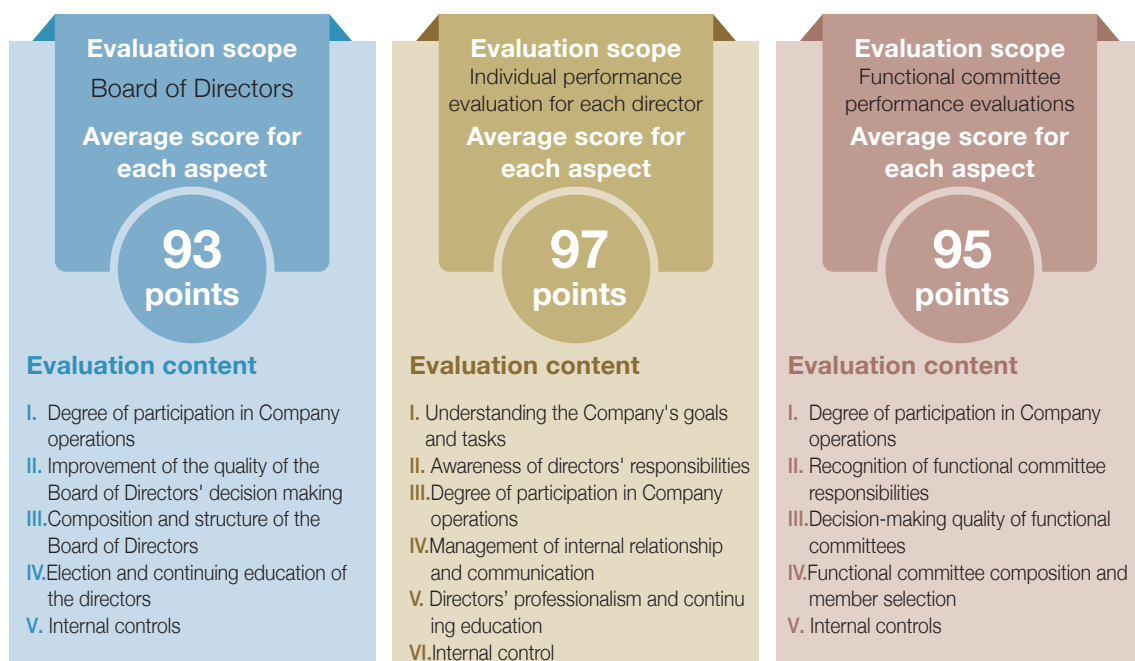 Evaluation scope
Board of Directors
Average score for
each aspect
93
points
Evaluation content
I. Degree of participation in Company
operations
II. Improvement of the quality of the
Board of Directors' decision making
III.Composition and structure of the
Board of Directors
IV.Election and continuing education of
the directors
V. Internal controls
Evaluation scope
Individual performance
evaluation for each director
Average score for
each aspect
97
points
Evaluation content
I. Understanding the Company's goals
and tasks
II. Awareness of directors' responsibilities
III.Degree of participation in Company
operations
IV.Management of internal relationship
and communication
V. Directors’ professionalism and continu
ing education
VI.Internal control
Evaluation scope
Functional committee
performance evaluations
Average score for
each aspect
95
points
Evaluation content
I. Degree of participation in Company
operations
II. Recognition of functional committee
responsibilities
III.Decision-making quality of functional
committees
IV.Functional committee composition and
member selection
V. Internal controls